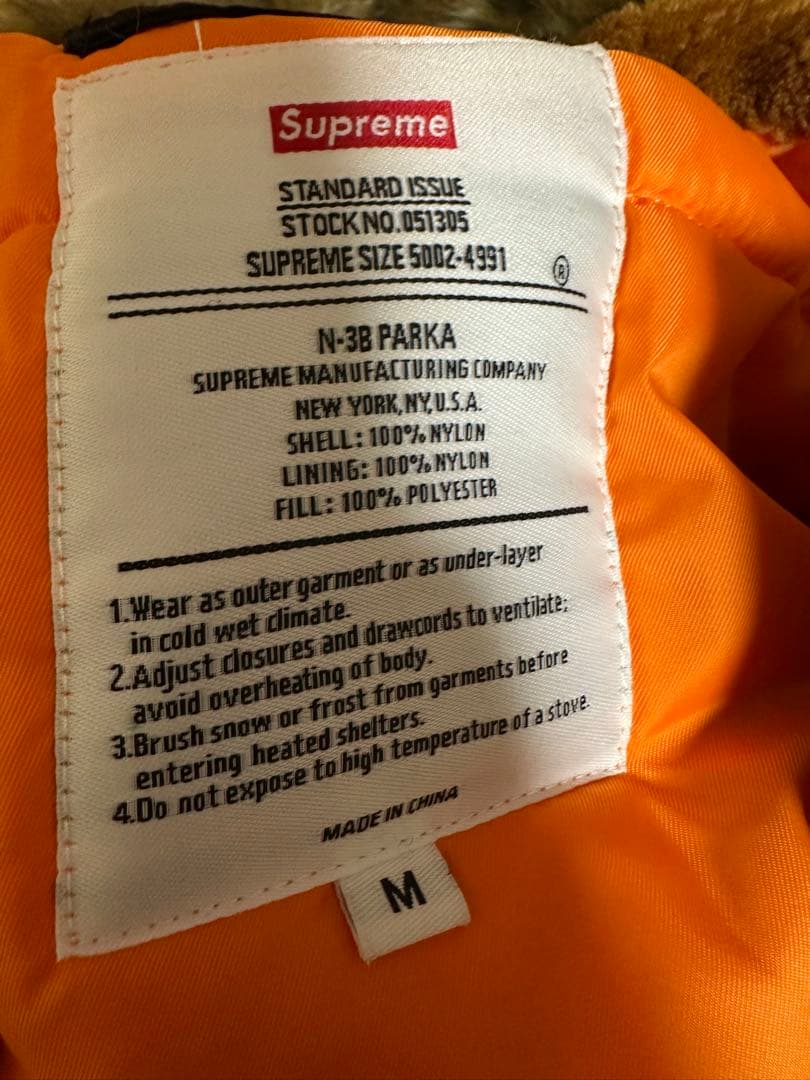 Supreme
STANDARD ISSUE
STOCK NO.051305
SUPREME SIZE 5002-4991
®
N-3B PARKA
SUPREME MANUFACTURING COMPANY
NEW YORK,NY,U.S.A.
SHELL: 100% NYLON
LINING: 100% NYLON
FILL: 100% POLYESTER
1.Wear as outer garment or as under-layer
in cold wet climate.
2.Adjust closures and drawcords to ventilate;
avoid overheating of body.
3.Brush snow or frost from garments before
entering heated shelters.
4.Do not expose to high temperature of a stove.
MADE IN CHINA
M